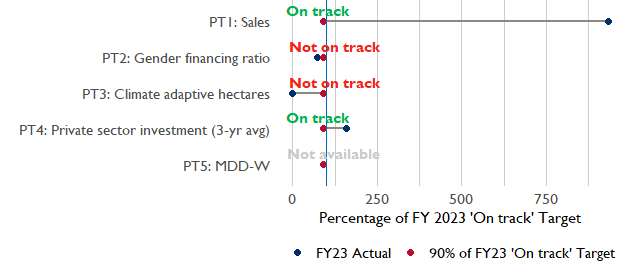 On track
PT1: Sales
Not on track
PT2: Gender financing ratio
Not on track
PT3: Climate adaptive hectares
On track
PT4: Private sector investment (3-yr avg)
Not available
PT5: MDD-W
0 250 500 750
Percentage of FY 2023 'On track' Target
FY23 Actual 90% of FY23 'On track' Target